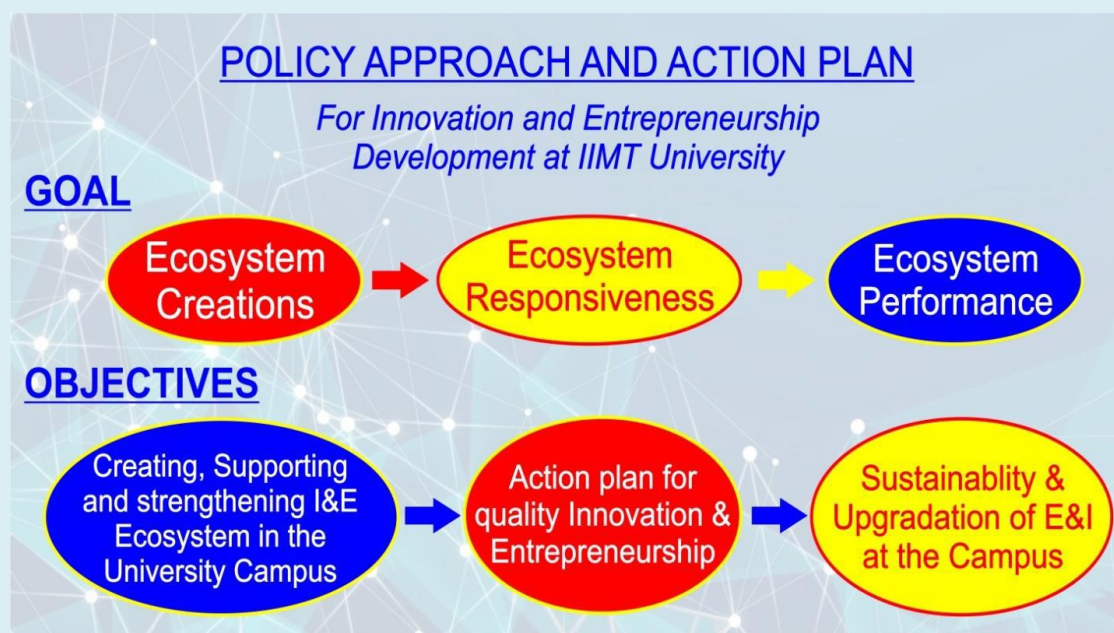 POLICY APPROACH AND ACTION PLAN
For Innovation and Entrepreneurship
Development at IIMT University
GOAL
Ecosystem
Creations
Ecosystem
Responsiveness
Ecosystem
Performance
OBJECTIVES
Creating, Supporting
and strengthening I&E
Ecosystem in the
University Campus
Action plan for
quality Innovation &
Entrepreneurship
Sustainablity &
Upgradation of E&I
at the Campus